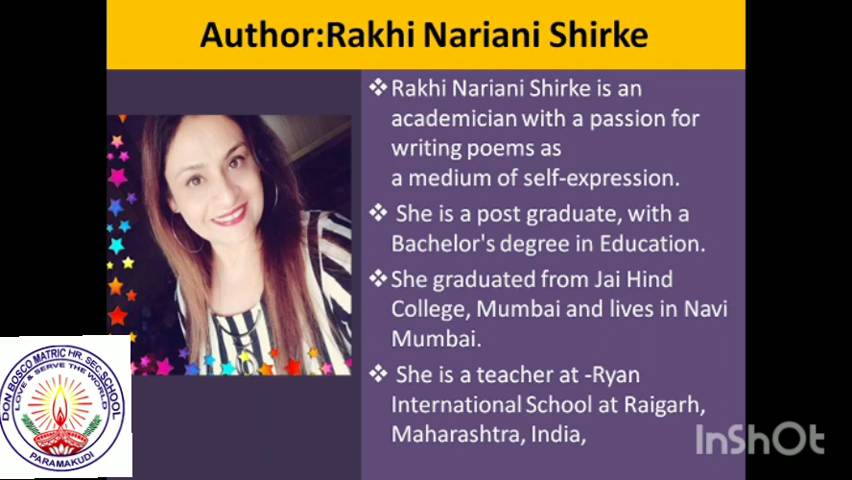 Author:Rakhi Nariani Shirke
❖Rakhi Nariani Shirke is an
academician with a passion for
writing poems as
a medium of self-expression.
❖ She is a post graduate, with a
Bachelor's degree in Education.
❖She graduated from Jai Hind
College, Mumbai and lives in Navi
Mumbai.
❖ She is a teacher at -Ryan
International School at Raigarh,
Maharashtra, India,
DON BOSCO MATRIC HR. SEC. SCHOOL
LOVE & SERVE THE WORLD
PARAMAKUDI
InShOt